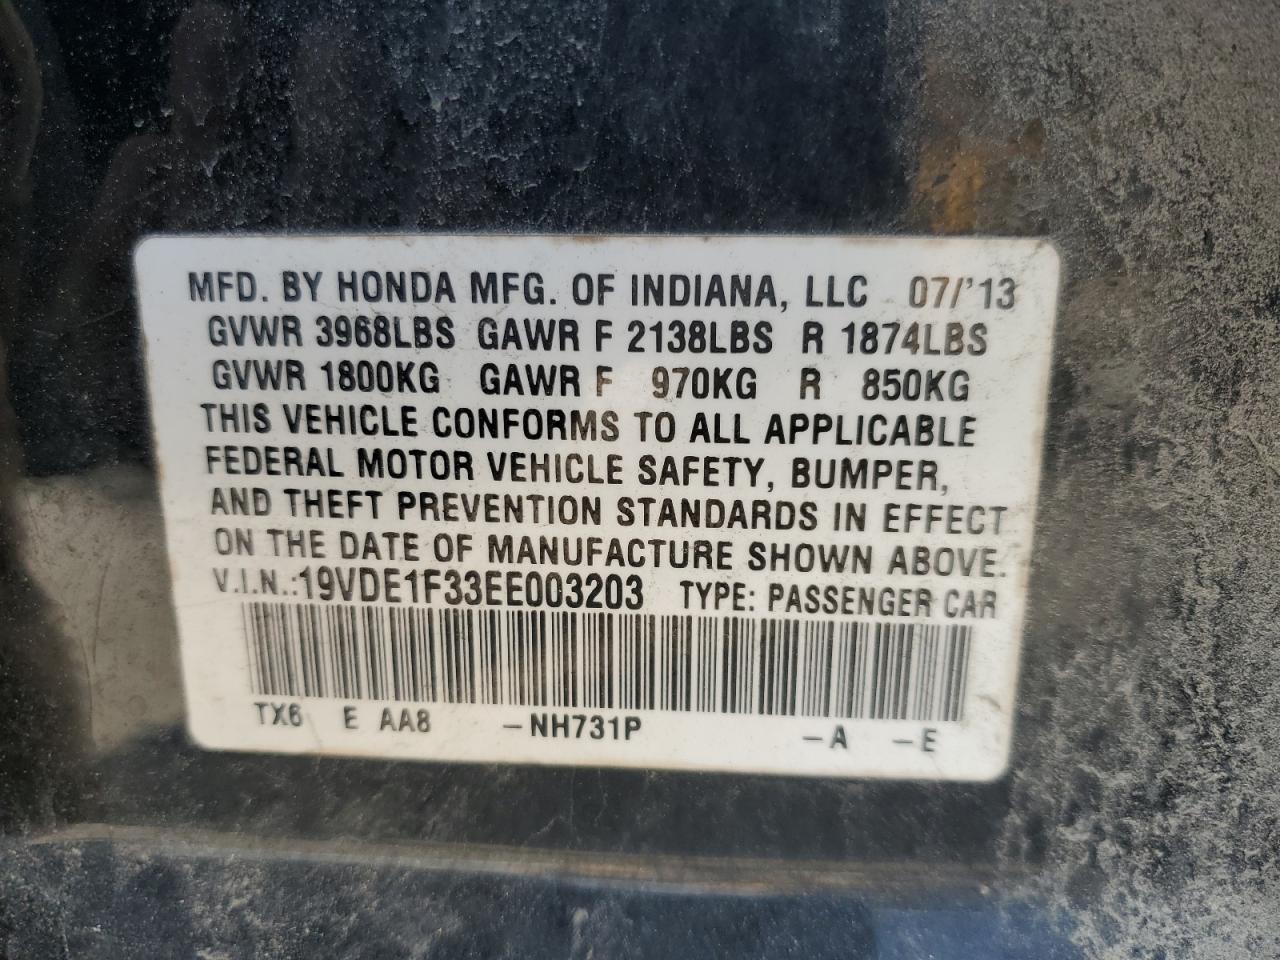 MFD. BY HONDA MFG. OF INDIANA, LLC 07/'13
GVWR 3968LBS GAWR F 2138LBS R 1874LBS
GVWR 1800KG GAWR F 970KG R 850KG
THIS VEHICLE CONFORMS TO ALL APPLICABLE
FEDERAL MOTOR VEHICLE SAFETY, BUMPER,
AND THEFT PREVENTION STANDARDS IN EFFECT
ON THE DATE OF MANUFACTURE SHOWN ABOVE.
V.I.N.:19VDE1F33EE003203 TYPE: PASSENGER CAR
TX6 E AA8 -NH731P -A -E